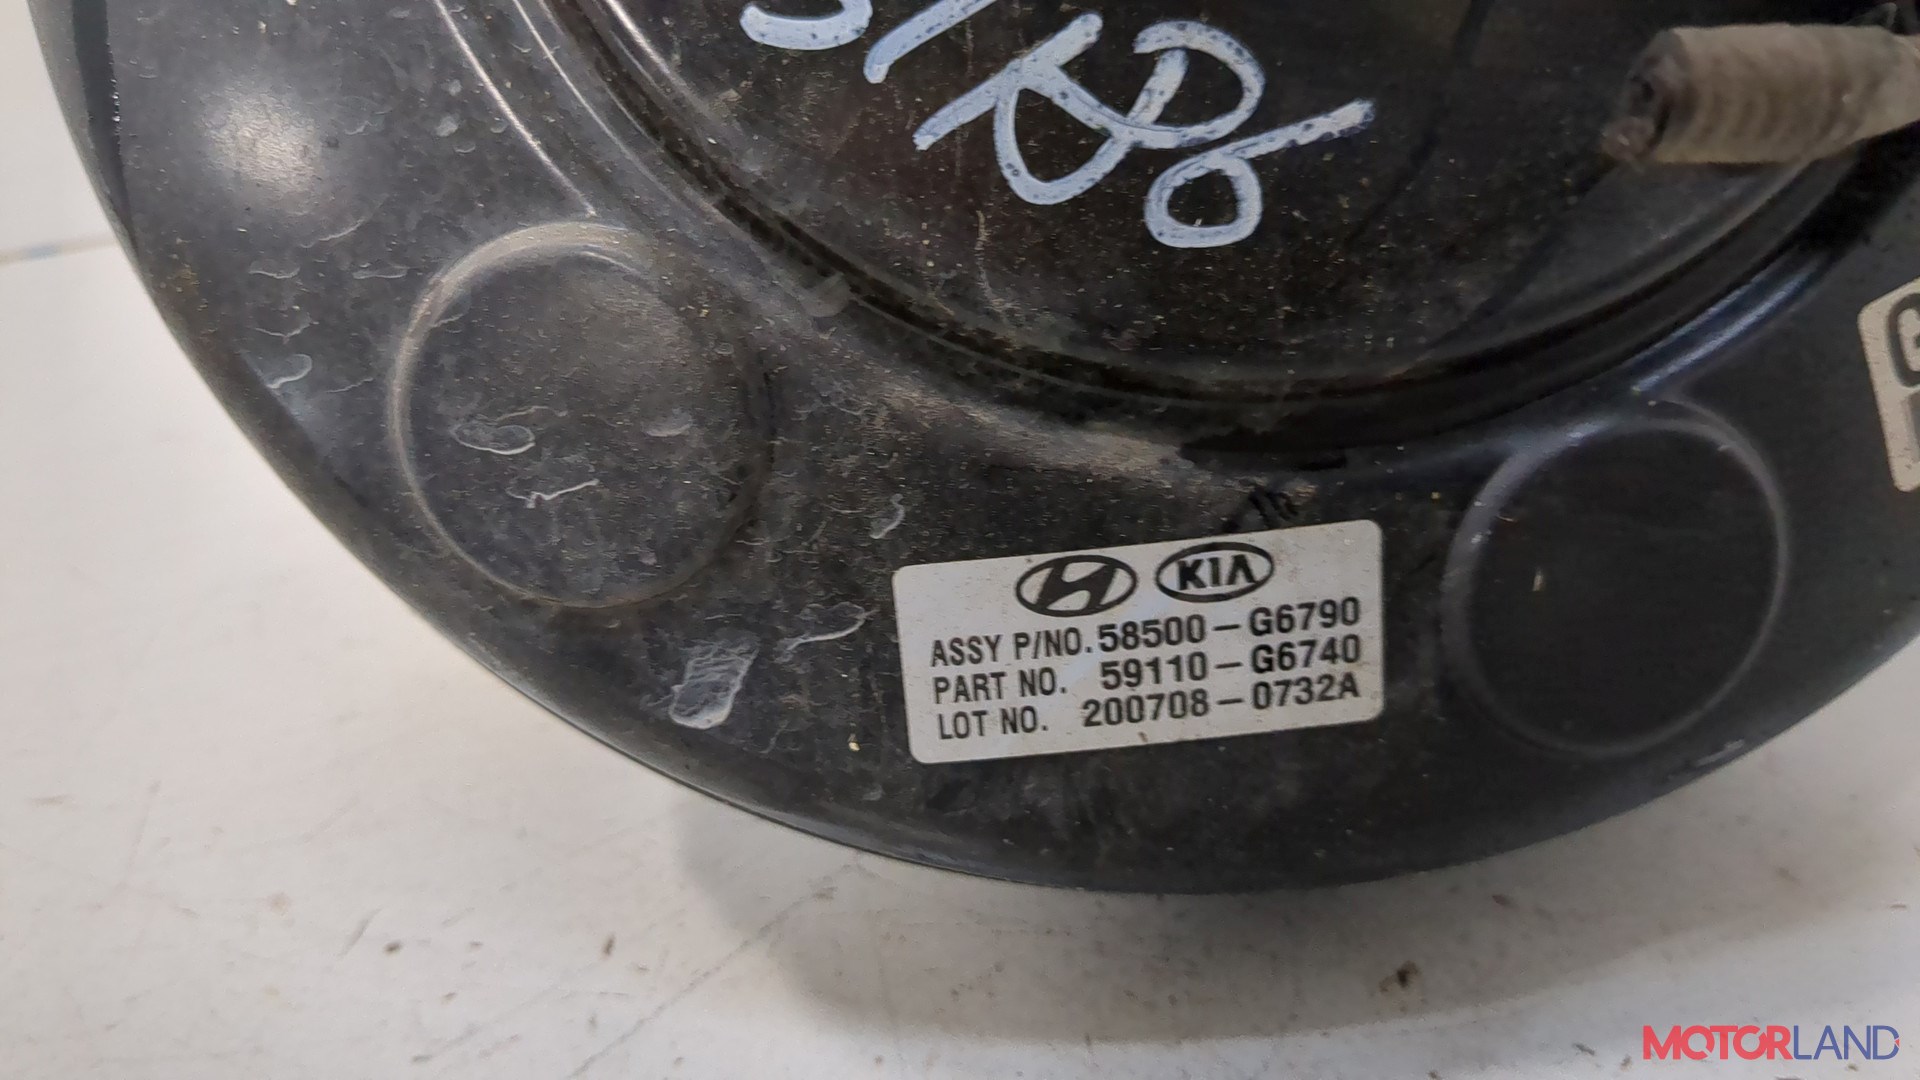 KIA
ASSY P/NO. 58500-G6790
PART NO. 59110-G6740
LOT NO. 200708-0732A
MOTORLAND